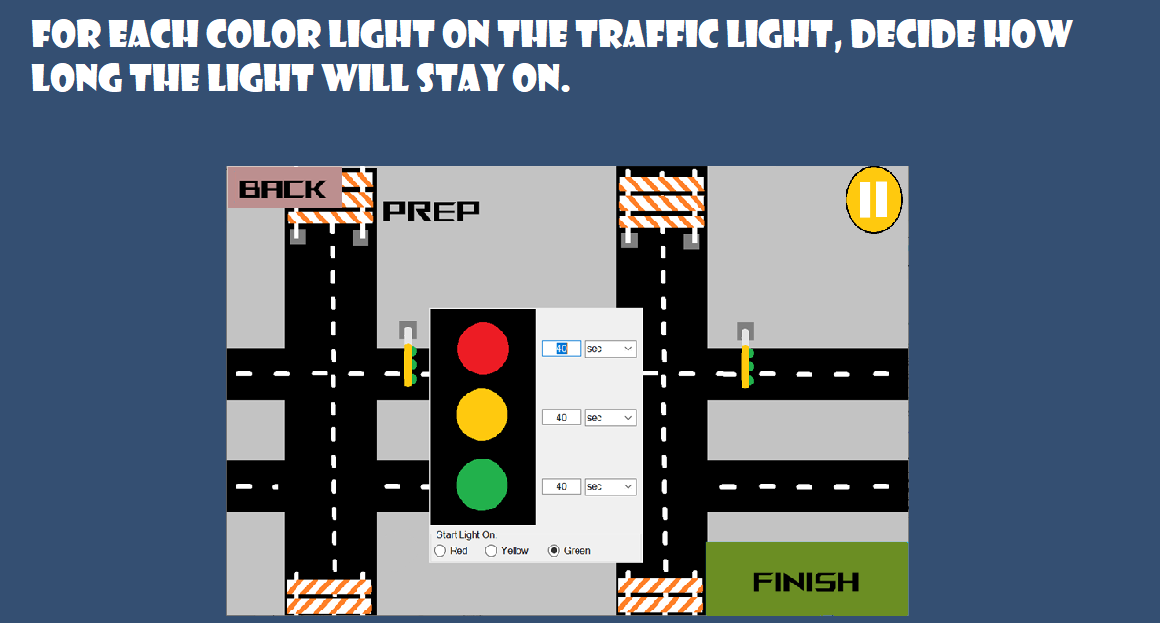 FOR EACH COLOR LIGHT ON THE TRAFFIC LIGHT, DECIDE HOW
LONG THE LIGHT WILL STAY ON.
BACK
PREP
40 sec
40 sec
40 sec
Start Light On:
Red Yellow Green
FINISH